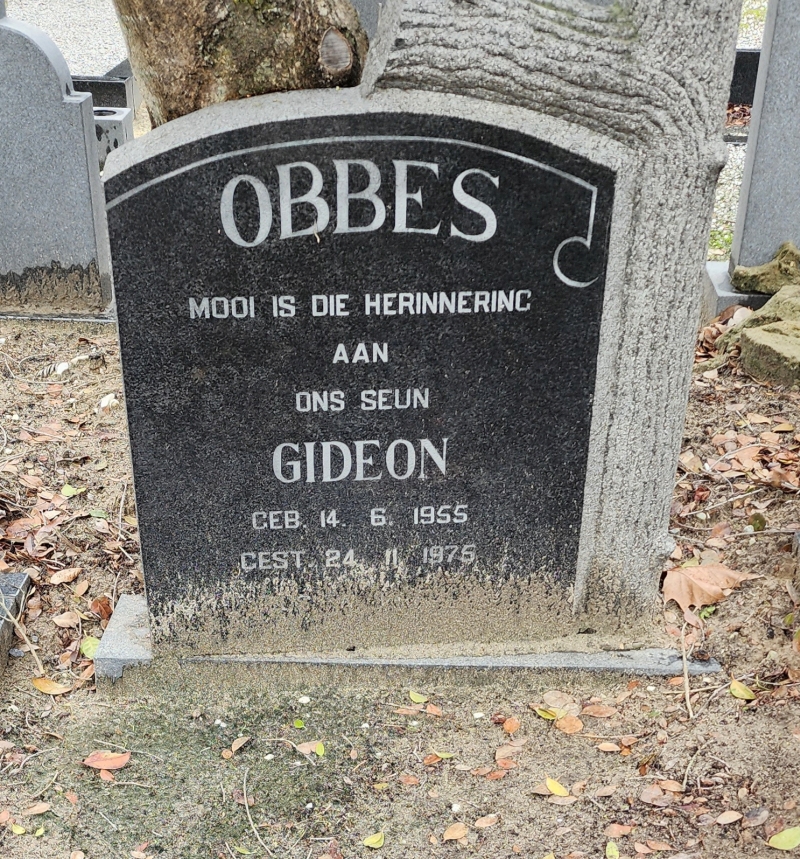 OBBES
MOOI IS DIE HERINNERING
AAN
ONS SEUN
GIDEON
GEB. 14. 6. 1955
GEST. 24. 11. 1975